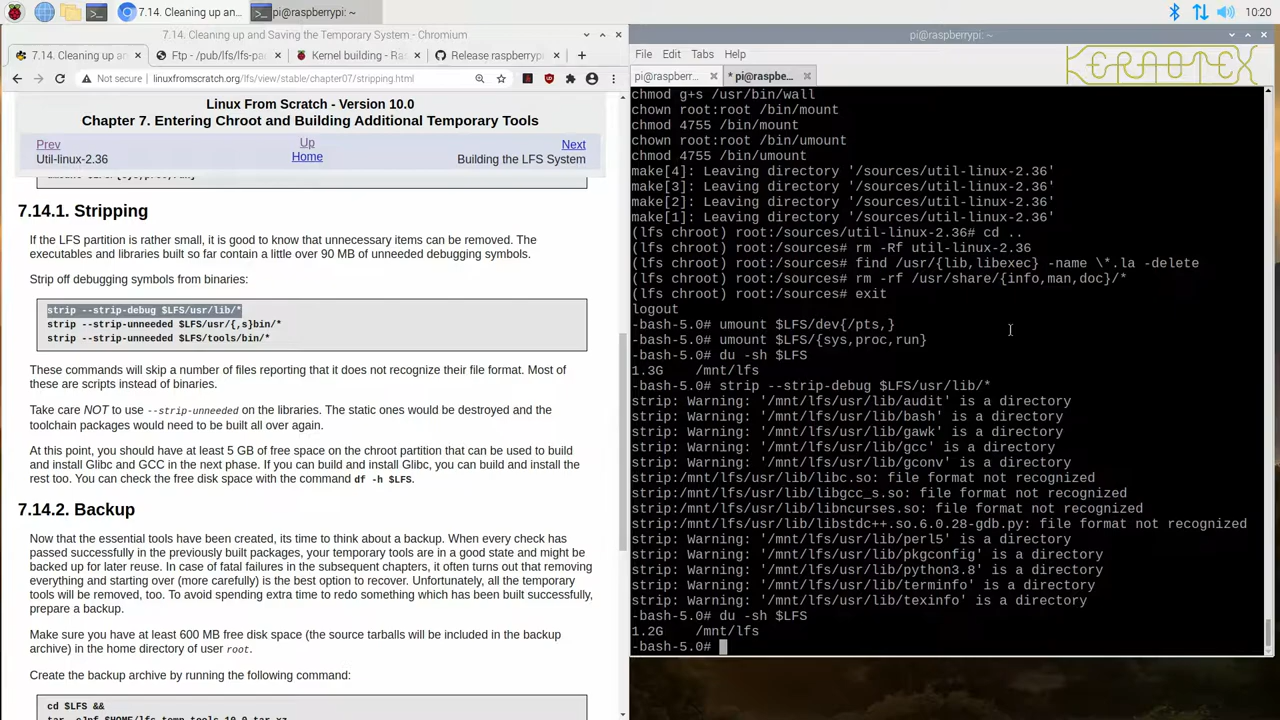 7.14. Cleaning up an...
pi@raspberrypi: ~
10:20
7.14. Cleaning up and Saving the Temporary System - Chromium
7.14. Cleaning up an
Ftp - /pub/lfs/lfs-pa
Kernel building - Ras
Release raspberrypi
Not secure
linuxfromscratch.org/lfs/view/stable/chapter07/stripping.html
Linux From Scratch - Version 10.0
Chapter 7. Entering Chroot and Building Additional Temporary Tools
Prev
Up
Next
Util-linux-2.36
Home
Building the LFS System
7.14.1. Stripping
If the LFS partition is rather small, it is good to know that unnecessary items can be removed. The
executables and libraries built so far contain a little over 90 MB of unneeded debugging symbols.
Strip off debugging symbols from binaries:
strip --strip-debug $LFS/usr/lib/*
strip --strip-unneeded $LFS/usr/{,s}bin/*
strip --strip-unneeded $LFS/tools/bin/*
These commands will skip a number of files reporting that it does not recognize their file format. Most of
these are scripts instead of binaries.
Take care NOT to use --strip-unneeded on the libraries. The static ones would be destroyed and the
toolchain packages would need to be built all over again.
At this point, you should have at least 5 GB of free space on the chroot partition that can be used to build
and install Glibc and GCC in the next phase. If you can build and install Glibc, you can build and install the
rest too. You can check the free disk space with the command df -h $LFS.
7.14.2. Backup
Now that the essential tools have been created, its time to think about a backup. When every check has
passed successfully in the previously built packages, your temporary tools are in a good state and might be
backed up for later reuse. In case of fatal failures in the subsequent chapters, it often turns out that removing
everything and starting over (more carefully) is the best option to recover. Unfortunately, all the temporary
tools will be removed, too. To avoid spending extra time to redo something which has been built successfully,
prepare a backup.
Make sure you have at least 600 MB free disk space (the source tarballs will be included in the backup
archive) in the home directory of user root.
Create the backup archive by running the following command:
cd $LFS &&
pi@raspberrypi: ~
File Edit Tabs Help
KERAOTEX
pi@raspberr...
* pi@raspbe...
chmod g+s /usr/bin/wall
chown root:root /bin/mount
chmod 4755 /bin/mount
chown root:root /bin/umount
chmod 4755 /bin/umount
make[4]: Leaving directory '/sources/util-linux-2.36'
make[3]: Leaving directory '/sources/util-linux-2.36'
make[2]: Leaving directory '/sources/util-linux-2.36'
make[1]: Leaving directory '/sources/util-linux-2.36'
(lfs chroot) root:/sources/util-linux-2.36# cd ..
(lfs chroot) root:/sources# rm -Rf util-linux-2.36
(lfs chroot) root:/sources# find /usr/{lib,libexec} -name \*.la -delete
(lfs chroot) root:/sources# rm -rf /usr/share/{info,man,doc}/*
(lfs chroot) root:/sources# exit
logout
-bash-5.0# umount $LFS/dev{/pts,}
-bash-5.0# umount $LFS/{sys,proc,run}
-bash-5.0# du -sh $LFS
1.3G /mnt/lfs
-bash-5.0# strip --strip-debug $LFS/usr/lib/*
strip: Warning: '/mnt/lfs/usr/lib/audit' is a directory
strip: Warning: '/mnt/lfs/usr/lib/bash' is a directory
strip: Warning: '/mnt/lfs/usr/lib/gawk' is a directory
strip: Warning: '/mnt/lfs/usr/lib/gcc' is a directory
strip: Warning: '/mnt/lfs/usr/lib/gconv' is a directory
strip:/mnt/lfs/usr/lib/libc.so: file format not recognized
strip:/mnt/lfs/usr/lib/libgcc_s.so: file format not recognized
strip:/mnt/lfs/usr/lib/libncurses.so: file format not recognized
strip:/mnt/lfs/usr/lib/libstdc++.so.6.0.28-gdb.py: file format not recognized
strip: Warning: '/mnt/lfs/usr/lib/perl5' is a directory
strip: Warning: '/mnt/lfs/usr/lib/pkgconfig' is a directory
strip: Warning: '/mnt/lfs/usr/lib/python3.8' is a directory
strip: Warning: '/mnt/lfs/usr/lib/terminfo' is a directory
strip: Warning: '/mnt/lfs/usr/lib/texinfo' is a directory
-bash-5.0# du -sh $LFS
1.2G /mnt/lfs
-bash-5.0#